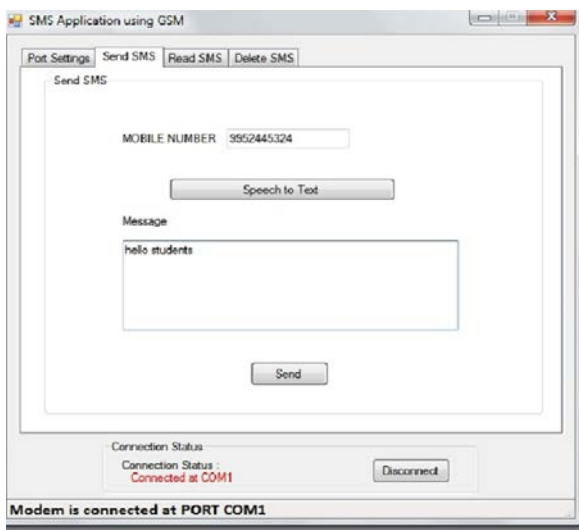 SMS Application using GSM
Port Settings Send SMS Read SMS Delete SMS
Send SMS
MOBILE NUMBER 9952445324
Speech to Text
Message
hello students
Send
Connection Status
Connection Status :
Connected at COM1
Disconnect
Modem is connected at PORT COM1